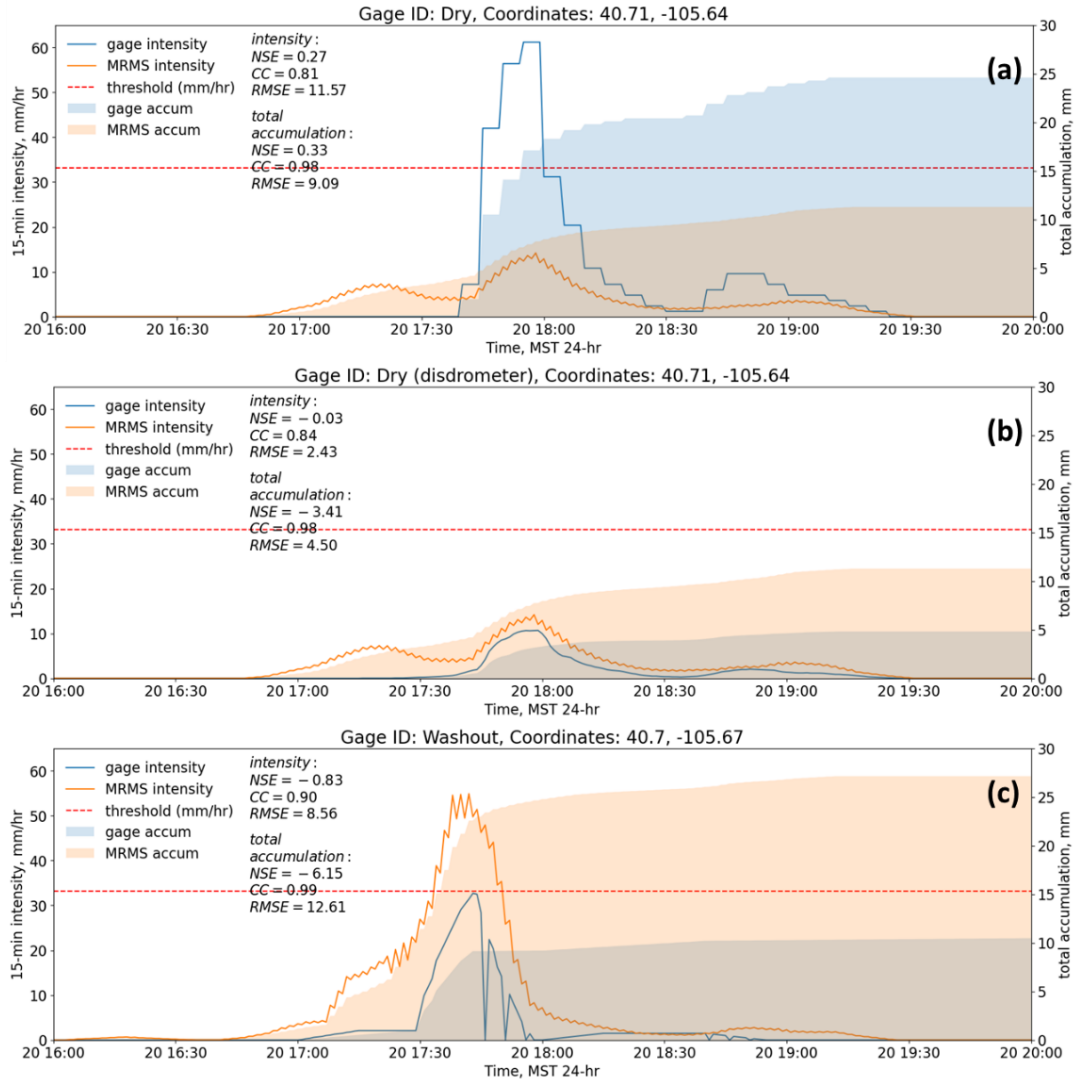 Gage ID: Dry, Coordinates: 40.71, -105.64
gage intensity
MRMS intensity
threshold (mm/hr)
gage accum
MRMS accum
intensity:
NSE = 0.27
CC = 0.81
RMSE = 11.57
total
accumulation:
NSE = 0.33
CC = 0.98
RMSE = 9.09
(a)
15-min intensity, mm/hr
60
50
40
30
20
10
0
total accumulation, mm
30
25
20
15
10
5
0
20 16:00 20 16:30 20 17:00 20 17:30 20 18:00 20 18:30 20 19:00 20 19:30 20 20:00
Time, MST 24-hr
Gage ID: Dry (disdrometer), Coordinates: 40.71, -105.64
gage intensity
MRMS intensity
threshold (mm/hr)
gage accum
MRMS accum
intensity:
NSE = −0.03
CC = 0.84
RMSE = 2.43
total
accumulation:
NSE = −3.41
CC = 0.98
RMSE = 4.50
(b)
15-min intensity, mm/hr
60
50
40
30
20
10
0
total accumulation, mm
30
25
20
15
10
5
0
20 16:00 20 16:30 20 17:00 20 17:30 20 18:00 20 18:30 20 19:00 20 19:30 20 20:00
Time, MST 24-hr
Gage ID: Washout, Coordinates: 40.7, -105.67
gage intensity
MRMS intensity
threshold (mm/hr)
gage accum
MRMS accum
intensity:
NSE = −0.83
CC = 0.90
RMSE = 8.56
total
accumulation:
NSE = −6.15
CC = 0.99
RMSE = 12.61
(c)
15-min intensity, mm/hr
60
50
40
30
20
10
0
total accumulation, mm
30
25
20
15
10
5
0
20 16:00 20 16:30 20 17:00 20 17:30 20 18:00 20 18:30 20 19:00 20 19:30 20 20:00
Time, MST 24-hr